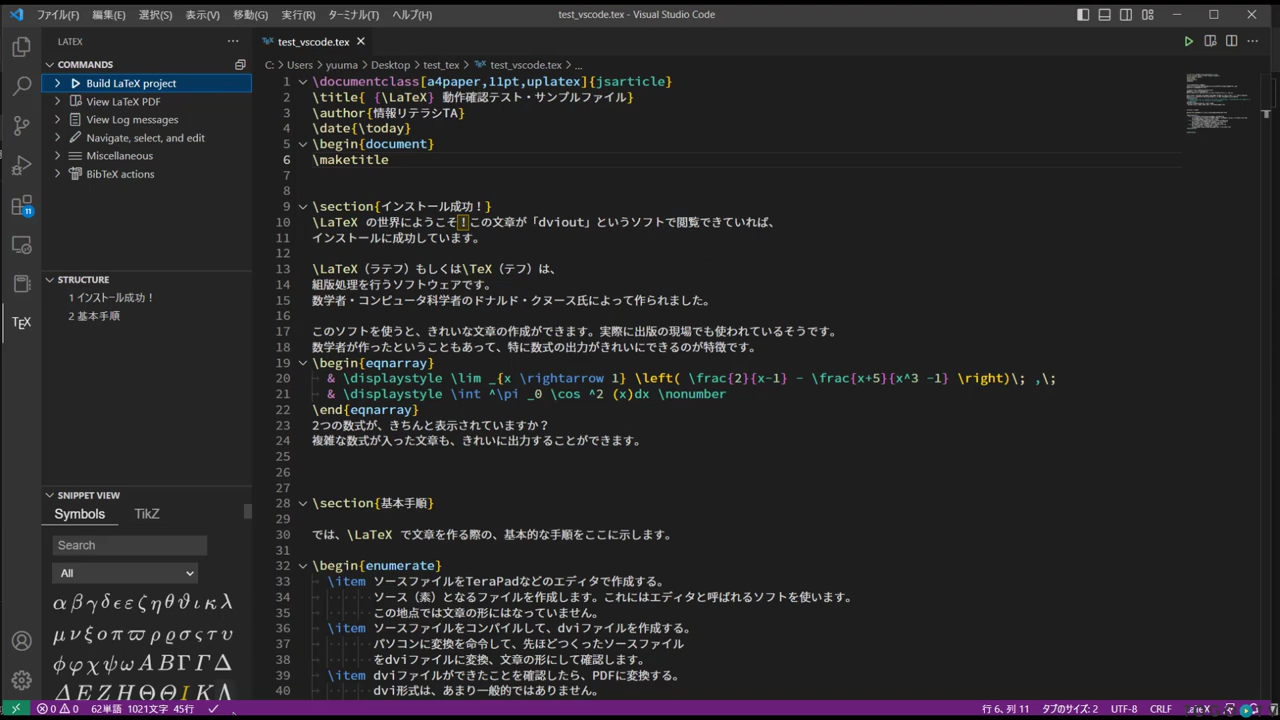 ファイル(F) 編集(E) 選択(S) 表示(V) 移動(G) 実行(R) ターミナル(T) ヘルプ(H) test_vscode.tex - Visual Studio Code
LATEX
COMMANDS
Build LaTeX project
View LaTeX PDF
View Log messages
Navigate, select, and edit
Miscellaneous
BibTeX actions
11
TEX
STRUCTURE
1 インストール成功！
2 基本手順
SNIPPET VIEW
Symbols TikZ
Search
All
α β γ δ ϵ ε ζ η θ ϑ ι κ λ
μ ν ξ ο π ϖ ρ ϱ σ ς τ υ
ϕ φ χ ψ ω A B Γ Γ Δ
Δ E Z H Θ Θ I K Λ
TEX test_vscode.tex
C: > Users > yuuma > Desktop > test_tex > test_vscode.tex > ...
1 \documentclass[a4paper,11pt,uplatex]{jsarticle}
2 \title{ {\LaTeX} 動作確認テスト・サンプルファイル}
3 \author{情報リテランTA}
4 \date{\today}
5 \begin{document}
6 \maketitle
7
8
9 \section{インストール成功！}
10 \LaTeX の世界にようこそ！この文章が「dviout」というソフトで閲覧できていれば、
11 インストールに成功しています。
12
13 \LaTeX（ラテフ）もしくは\TeX（テフ）は、
14 組版処理を行うソフトウェアです。
15 数学者・コンピュータ科学者のドナルド・クヌース氏によって作られました。
16
17 このソフトを使うと、きれいな文章の作成ができます。実際に出版の現場でも使われているそうです。
18 数学者が作ったということもあって、特に数式の出力がきれいにできるのが特徴です。
19 \begin{eqnarray}
20 & \displaystyle \lim _{x \rightarrow 1} \left( \frac{2}{x-1} - \frac{x+5}{x^3 -1} \right)\; ,\;
21 & \displaystyle \int ^\pi _0 \cos ^2 (x)dx \nonumber
22 \end{eqnarray}
23 2つの数式が、きちんと表示されていますか？
24 複雑な数式が入った文章も、きれいに出力することができます。
25
26
27
28 \section{基本手順}
29
30 では、\LaTeX で文章を作る際の、基本的な手順をここに示します。
31
32 \begin{enumerate}
33 \item ソースファイルをTeraPadなどのエディタで作成する。
34 ソース（素）となるファイルを作成します。これにはエディタと呼ばれるソフトを使います。
35 この地点では文章の形にはなっていません。
36 \item ソースファイルをコンパイルして、dviファイルを作成する。
37 パソコンに変換を命令して、先ほどつくったソースファイル
38 をdviファイルに変換、文章の形にして確認します。
39 \item dviファイルができたことを確認したら、PDFに変換する。
40 dvi形式は、あまり一般的ではありません。
0 0 62単語 1021文字 45行 行 6、列 11 タブのサイズ: 2 UTF-8 CRLF LaTeX